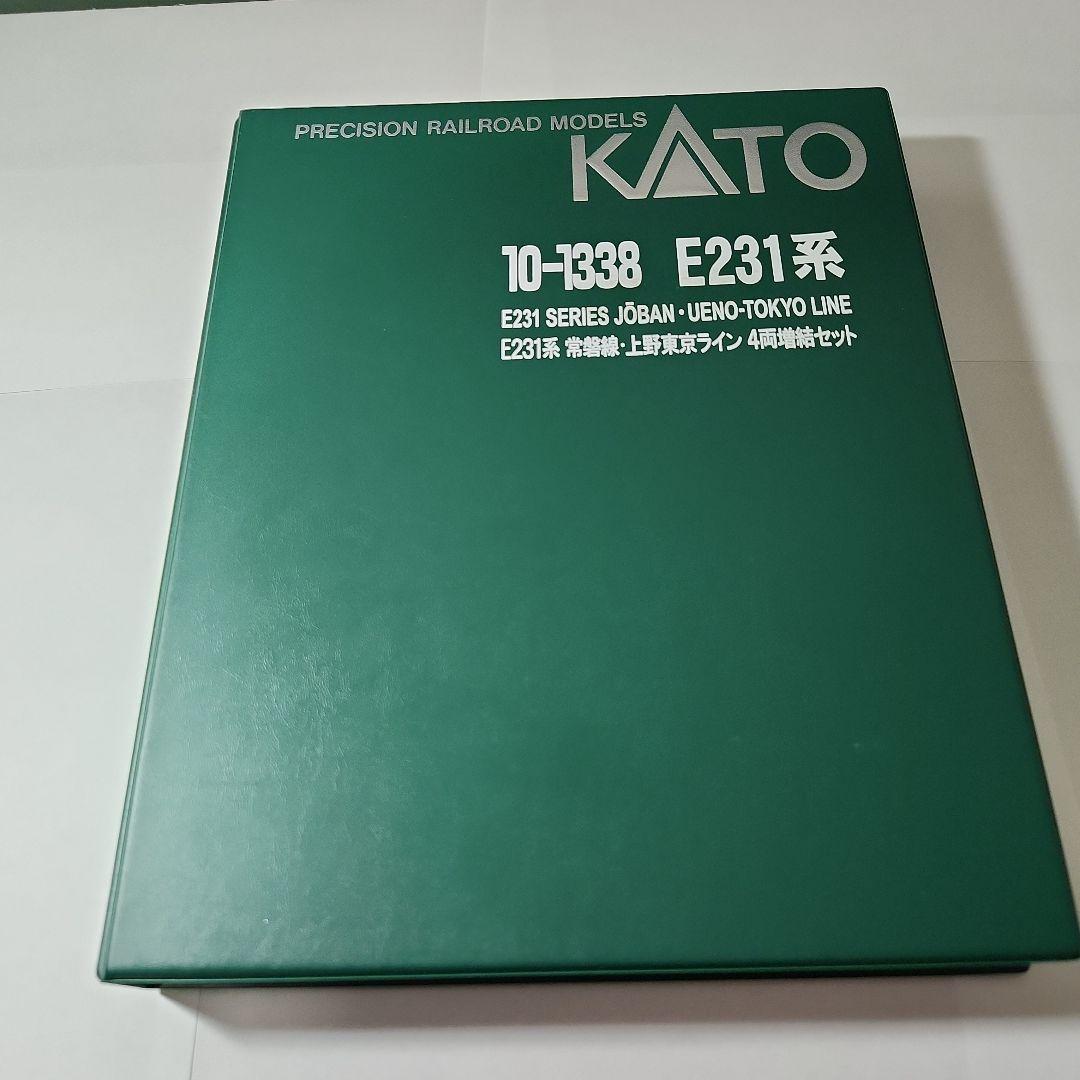 PRECISION RAILROAD MODELS
KATO
10-1338 E231系
E231 SERIES JŌBAN・UENO-TOKYO LINE
E231系 常磐線・上野東京ライン 4両増結セット